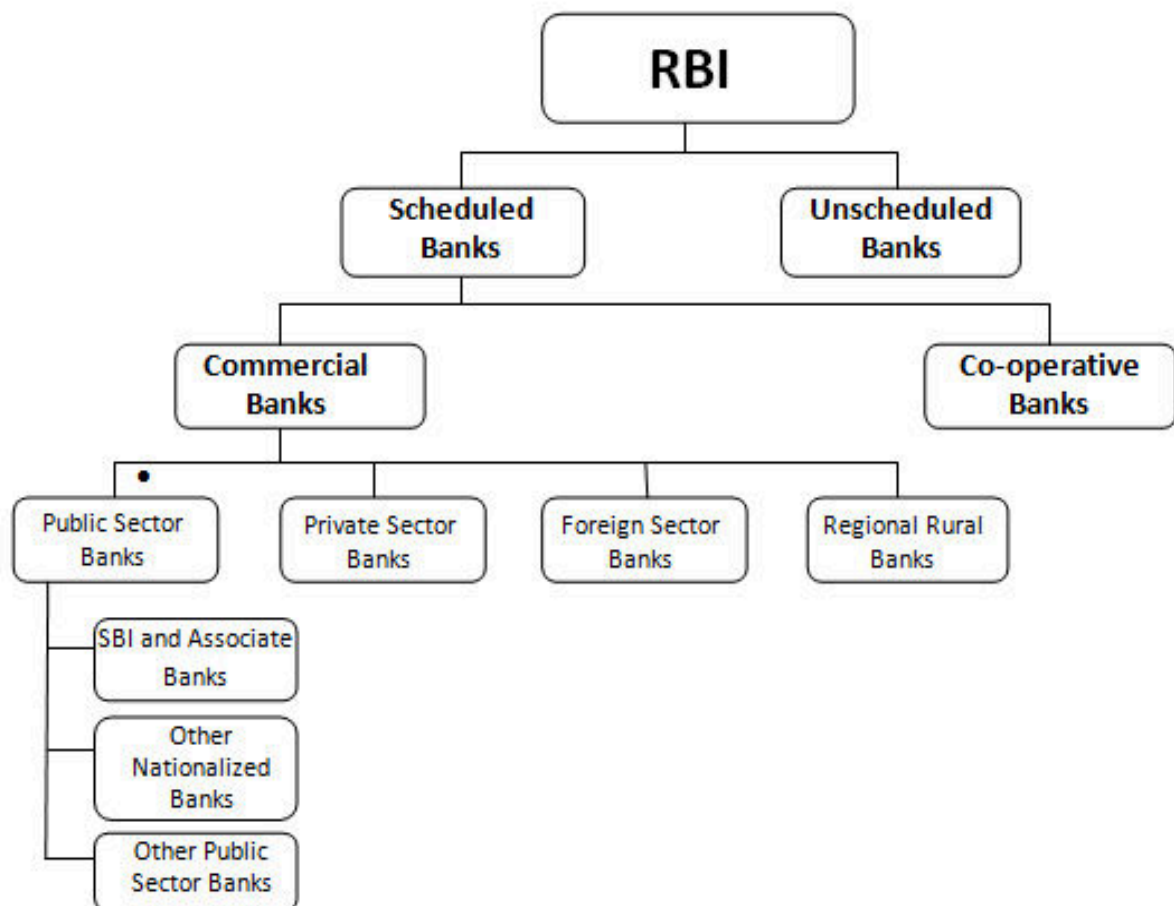 RBI
Scheduled
Banks
Unscheduled
Banks
Commercial
Banks
Co-operative
Banks
Public Sector
Banks
Private Sector
Banks
Foreign Sector
Banks
Regional Rural
Banks
SBI and Associate
Banks
Other
Nationalized
Banks
Other Public
Sector Banks